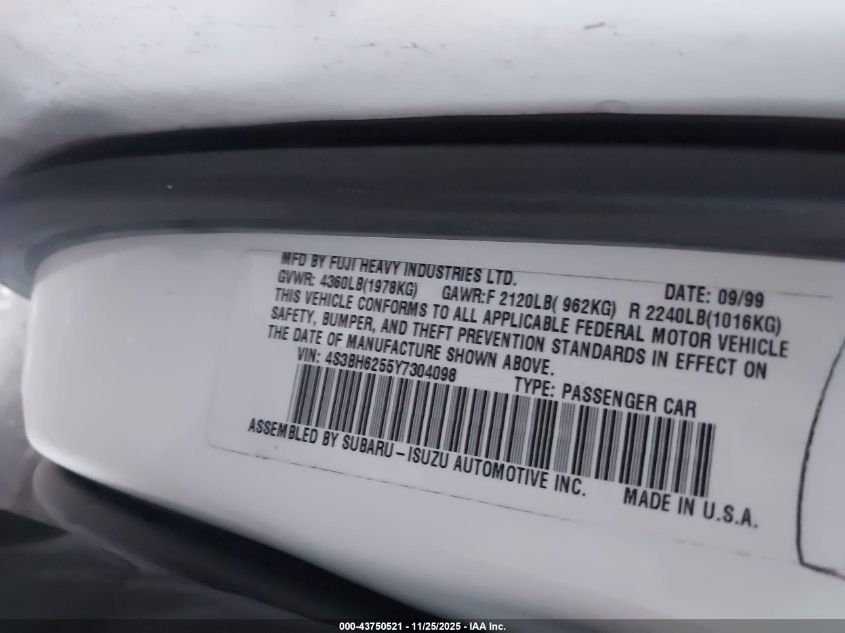 MFD BY FUJI HEAVY INDUSTRIES LTD. DATE: 09/99
GVWR: 4360LB(1978KG) GAWR:F 2120LB( 962KG) R 2240LB(1016KG)
THIS VEHICLE CONFORMS TO ALL APPLICABLE FEDERAL MOTOR VEHICLE
SAFETY, BUMPER, AND THEFT PREVENTION STANDARDS IN EFFECT ON
THE DATE OF MANUFACTURE SHOWN ABOVE.
VIN: 4S3BH6255Y7304098 TYPE: PASSENGER CAR
ASSEMBLED BY SUBARU-ISUZU AUTOMOTIVE INC. MADE IN U.S.A.
000-43750521 - 11/25/2025 - IAA Inc.